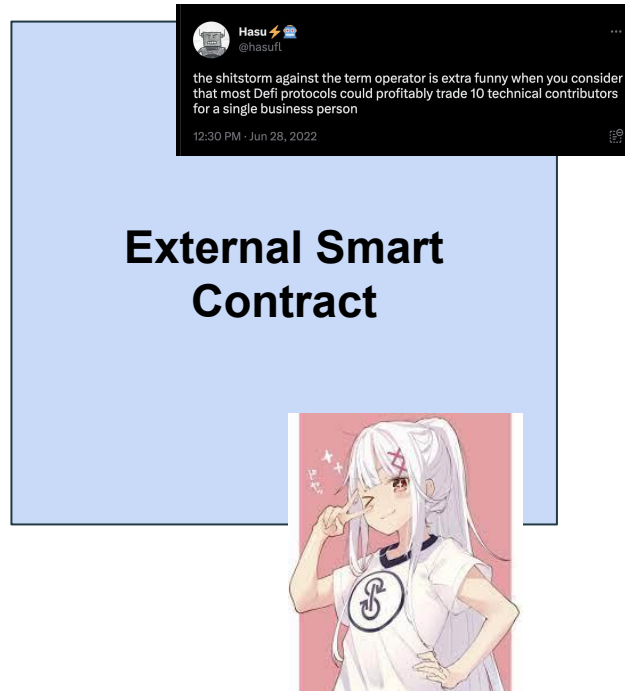 Hasu⚡🤖
@hasufl
the shitstorm against the term operator is extra funny when you consider
that most Defi protocols could profitably trade 10 technical contributors
for a single business person
12:30 PM · Jun 28, 2022
External Smart
Contract